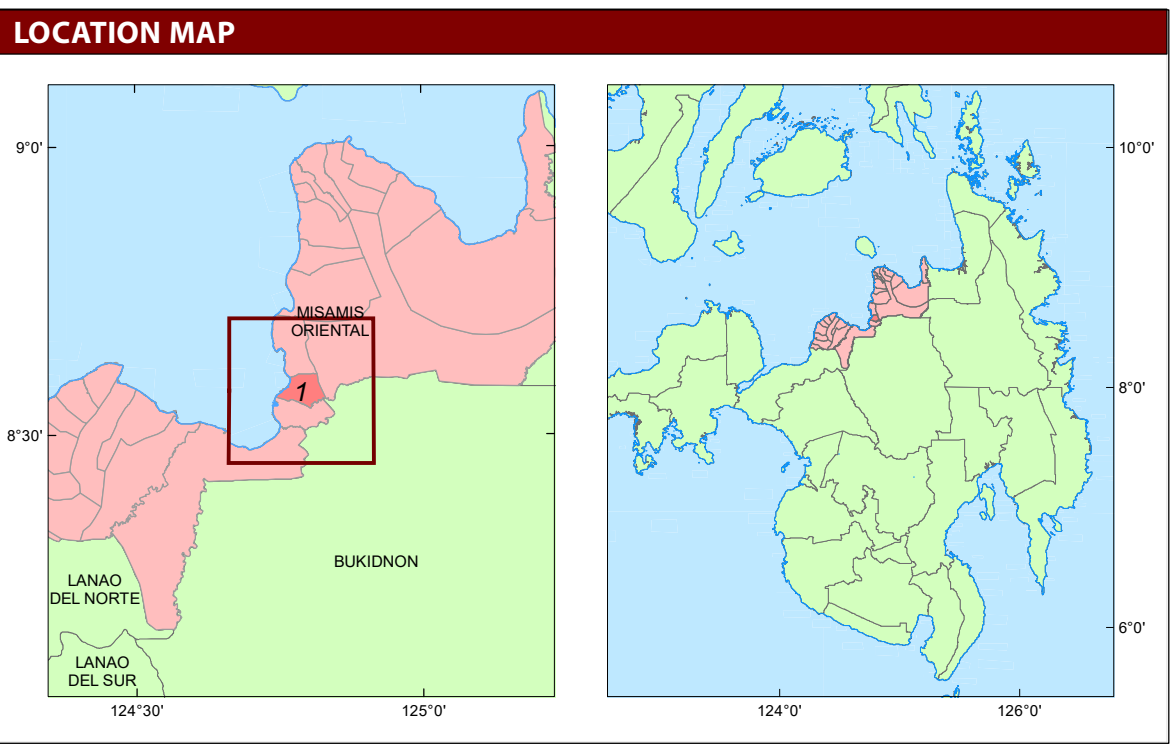 LOCATION MAP
9°0'
8°30'
MISAMIS
ORIENTAL
1
BUKIDNON
LANAO
DEL NORTE
LANAO
DEL SUR
124°30'
125°0'
10°0'
8°0'
6°0'
124°0'
126°0'